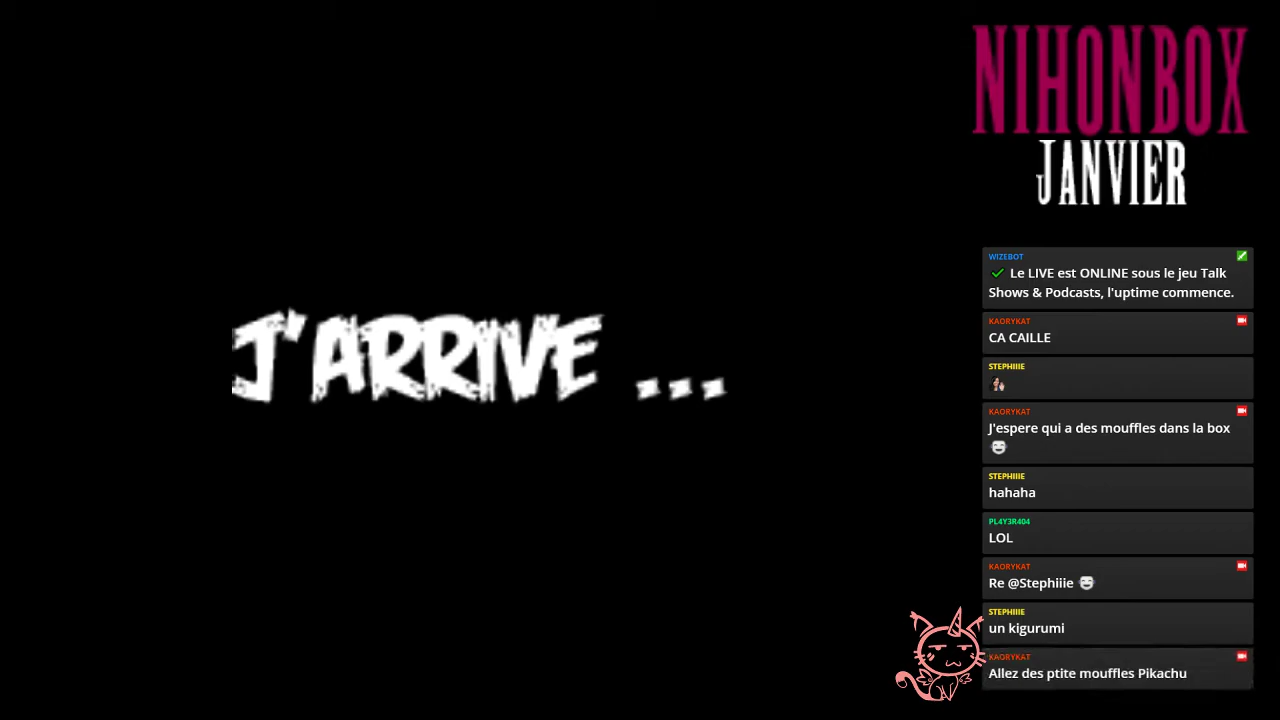 NIHONBOX
JANVIER
J'ARRIVE ...
WIZEBOT
Le LIVE est ONLINE sous le jeu Talk
Shows & Podcasts, l'uptime commence.
KAORYKAT
CA CAILLE
STEPHIIIE
KAORYKAT
J'espere qui a des mouffles dans la box
STEPHIIIE
hahaha
PL4Y3R404
LOL
KAORYKAT
Re @Stephiiie
STEPHIIIE
un kigurumi
KAORYKAT
Allez des ptite mouffles Pikachu